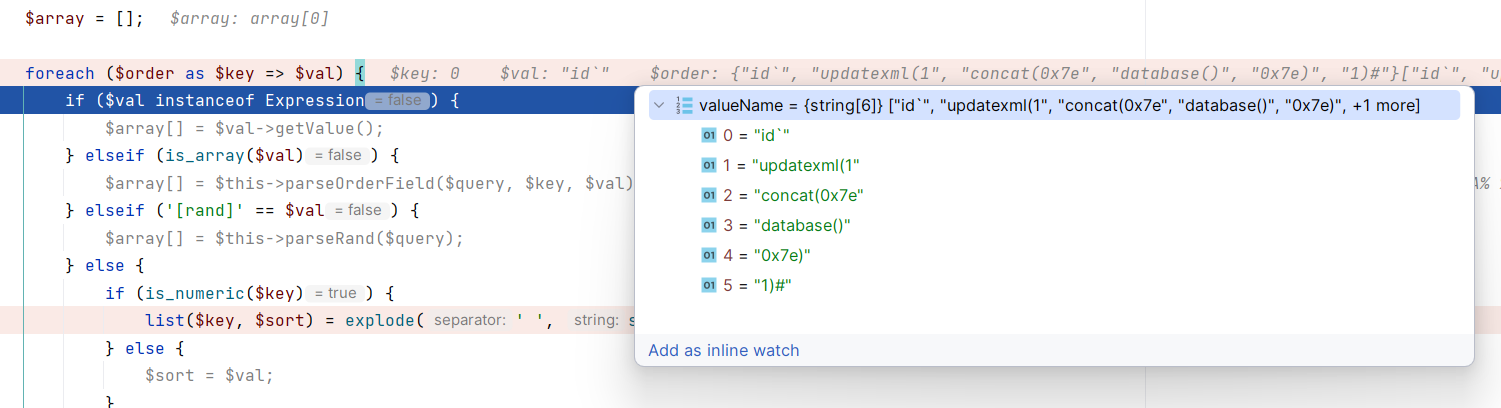 $array = []; $array: array[0]
foreach ($order as $key => $val) { $key: 0 $val: "id`" $order: {"id`", "updatexml(1", "concat(0x7e", "database()", "0x7e)", "1)#"}["id`", "u
if ($val instanceof Expression = false ) {
valueName = {string[6]} ["id`", "updatexml(1", "concat(0x7e", "database()", "0x7e)", +1 more]
$array[] = $val->getValue();
01 0 = "id`"
} elseif (is_array($val) = false ) {
01 1 = "updatexml(1"
$array[] = $this->parseOrderField($query, $key, $val)
01 2 = "concat(0x7e"
A%
} elseif ('[rand]' == $val = false ) {
01 3 = "database()"
$array[] = $this->parseRand($query);
01 4 = "0x7e)"
} else {
01 5 = "1)#"
if (is_numeric($key) = true ) {
list($key, $sort) = explode( separator: ' ', string:
} else {
Add as inline watch
$sort = $val;
}